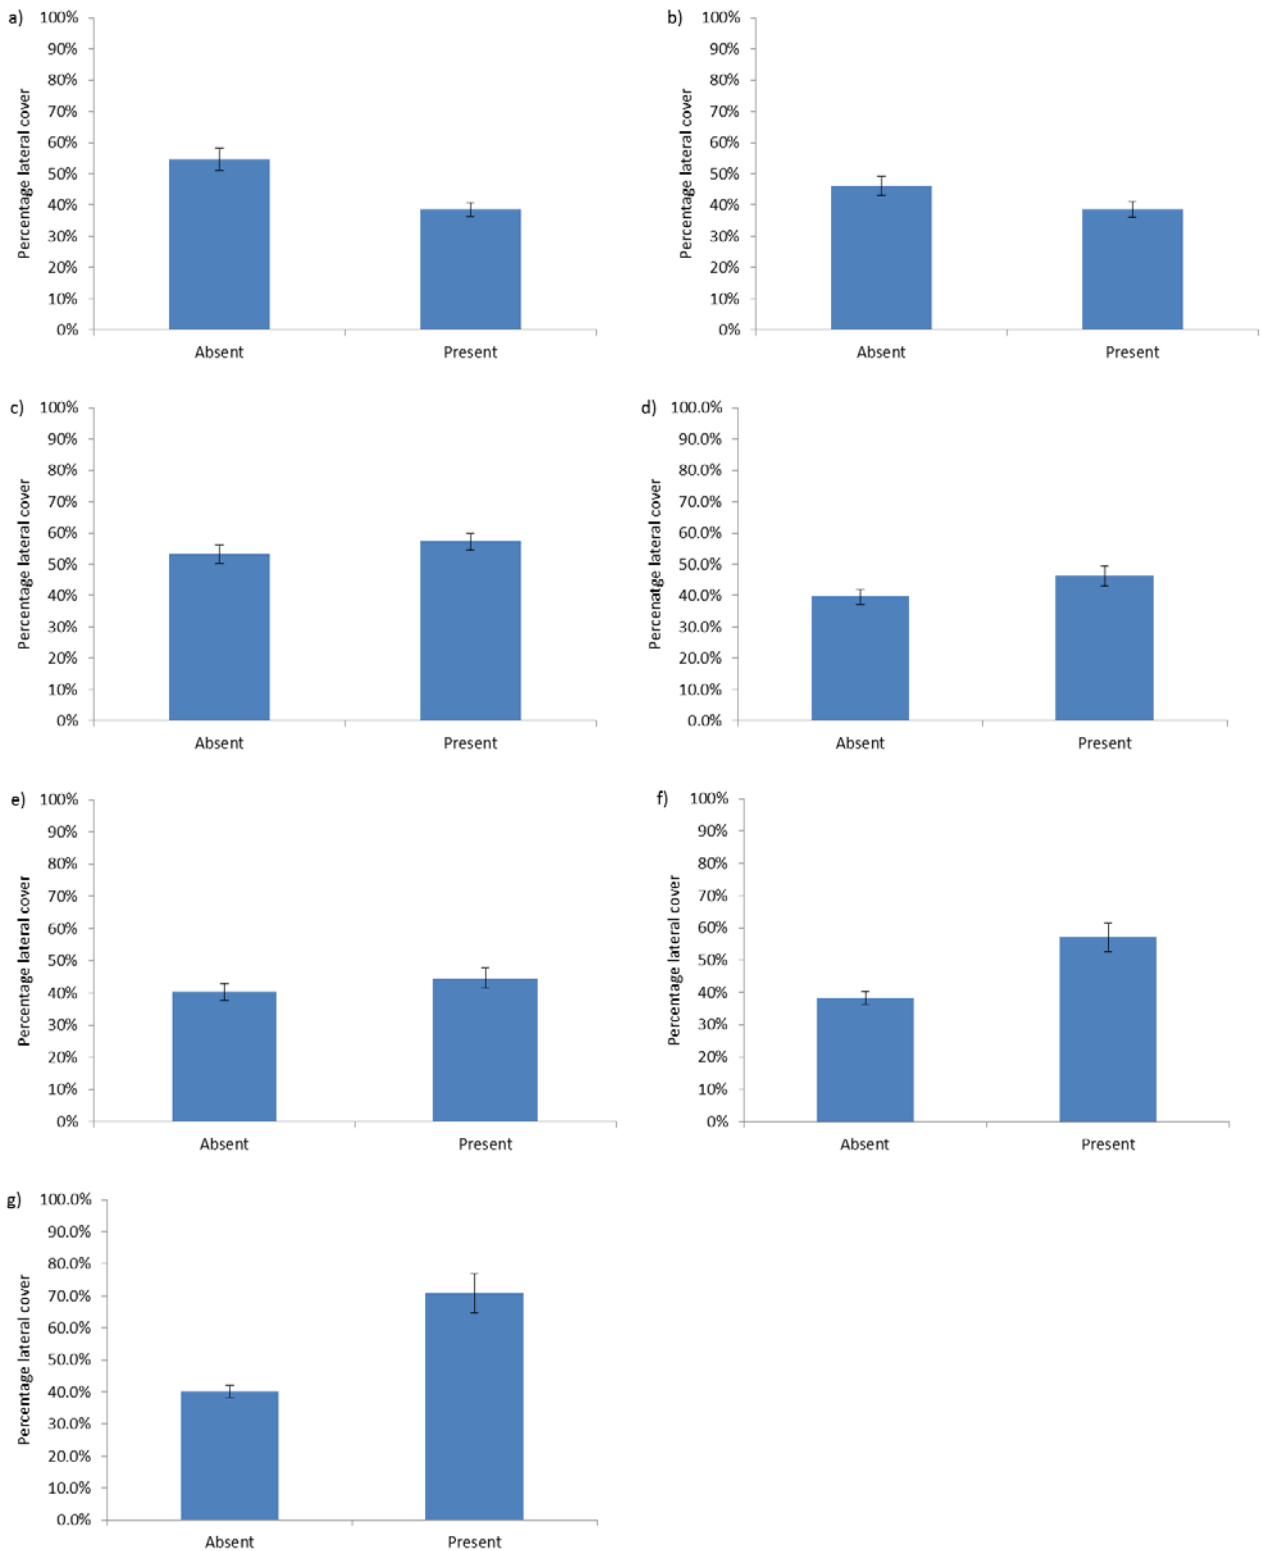 a)
100%
90%
80%
70%
60%
50%
40%
30%
20%
10%
0%
Percentage lateral cover
Absent
Present
b)
100%
90%
80%
70%
60%
50%
40%
30%
20%
10%
0%
Percentage lateral cover
Absent
Present
c)
100%
90%
80%
70%
60%
50%
40%
30%
20%
10%
0%
Percentage lateral cover
Absent
Present
d)
100.0%
90.0%
80.0%
70.0%
60.0%
50.0%
40.0%
30.0%
20.0%
10.0%
0.0%
Percenatge lateral cover
Absent
Present
e)
100%
90%
80%
70%
60%
50%
40%
30%
20%
10%
0%
Percentage lateral cover
Absent
Present
f)
100%
90%
80%
70%
60%
50%
40%
30%
20%
10%
0%
Percentage lateral cover
Absent
Present
g)
100.0%
90.0%
80.0%
70.0%
60.0%
50.0%
40.0%
30.0%
20.0%
10.0%
0.0%
Percentage lateral cover
Absent
Present